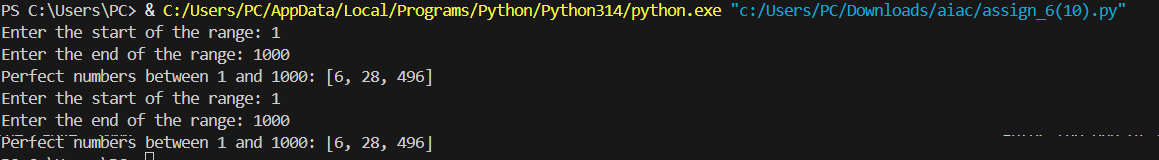 PS C:\Users\PC> & C:/Users/PC/AppData/Local/Programs/Python/Python314/python.exe "c:/Users/PC/Downloads/aiac/assign_6(10).py"
Enter the start of the range: 1
Enter the end of the range: 1000
Perfect numbers between 1 and 1000: [6, 28, 496]
Enter the start of the range: 1
Enter the end of the range: 1000
Perfect numbers between 1 and 1000: [6, 28, 496]